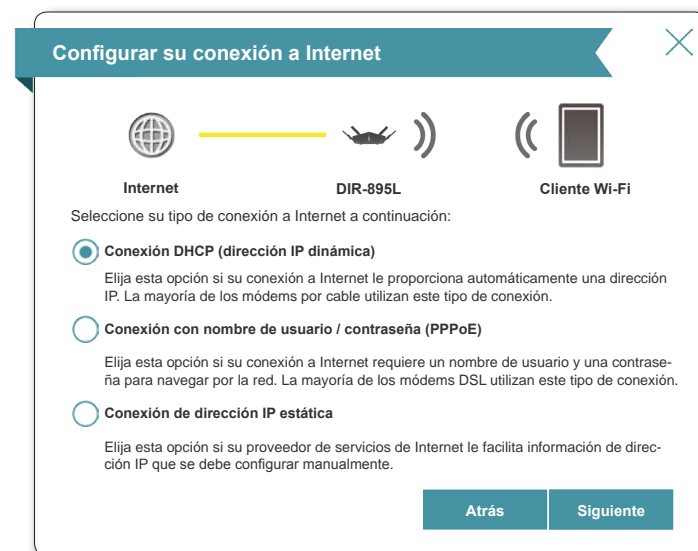 Configurar su conexión a Internet
Internet
DIR-895L
Cliente Wi-Fi
Seleccione su tipo de conexión a Internet a continuación:
Conexión DHCP (dirección IP dinámica)
Elija esta opción si su conexión a Internet le proporciona automáticamente una dirección
IP. La mayoría de los módems por cable utilizan este tipo de conexión.
Conexión con nombre de usuario / contraseña (PPPoE)
Elija esta opción si su conexión a Internet requiere un nombre de usuario y una contrase-
ña para navegar por la red. La mayoría de los módems DSL utilizan este tipo de conexión.
Conexión de dirección IP estática
Elija esta opción si su proveedor de servicios de Internet le facilita información de direc-
ción IP que se debe configurar manualmente.
Atrás
Siguiente